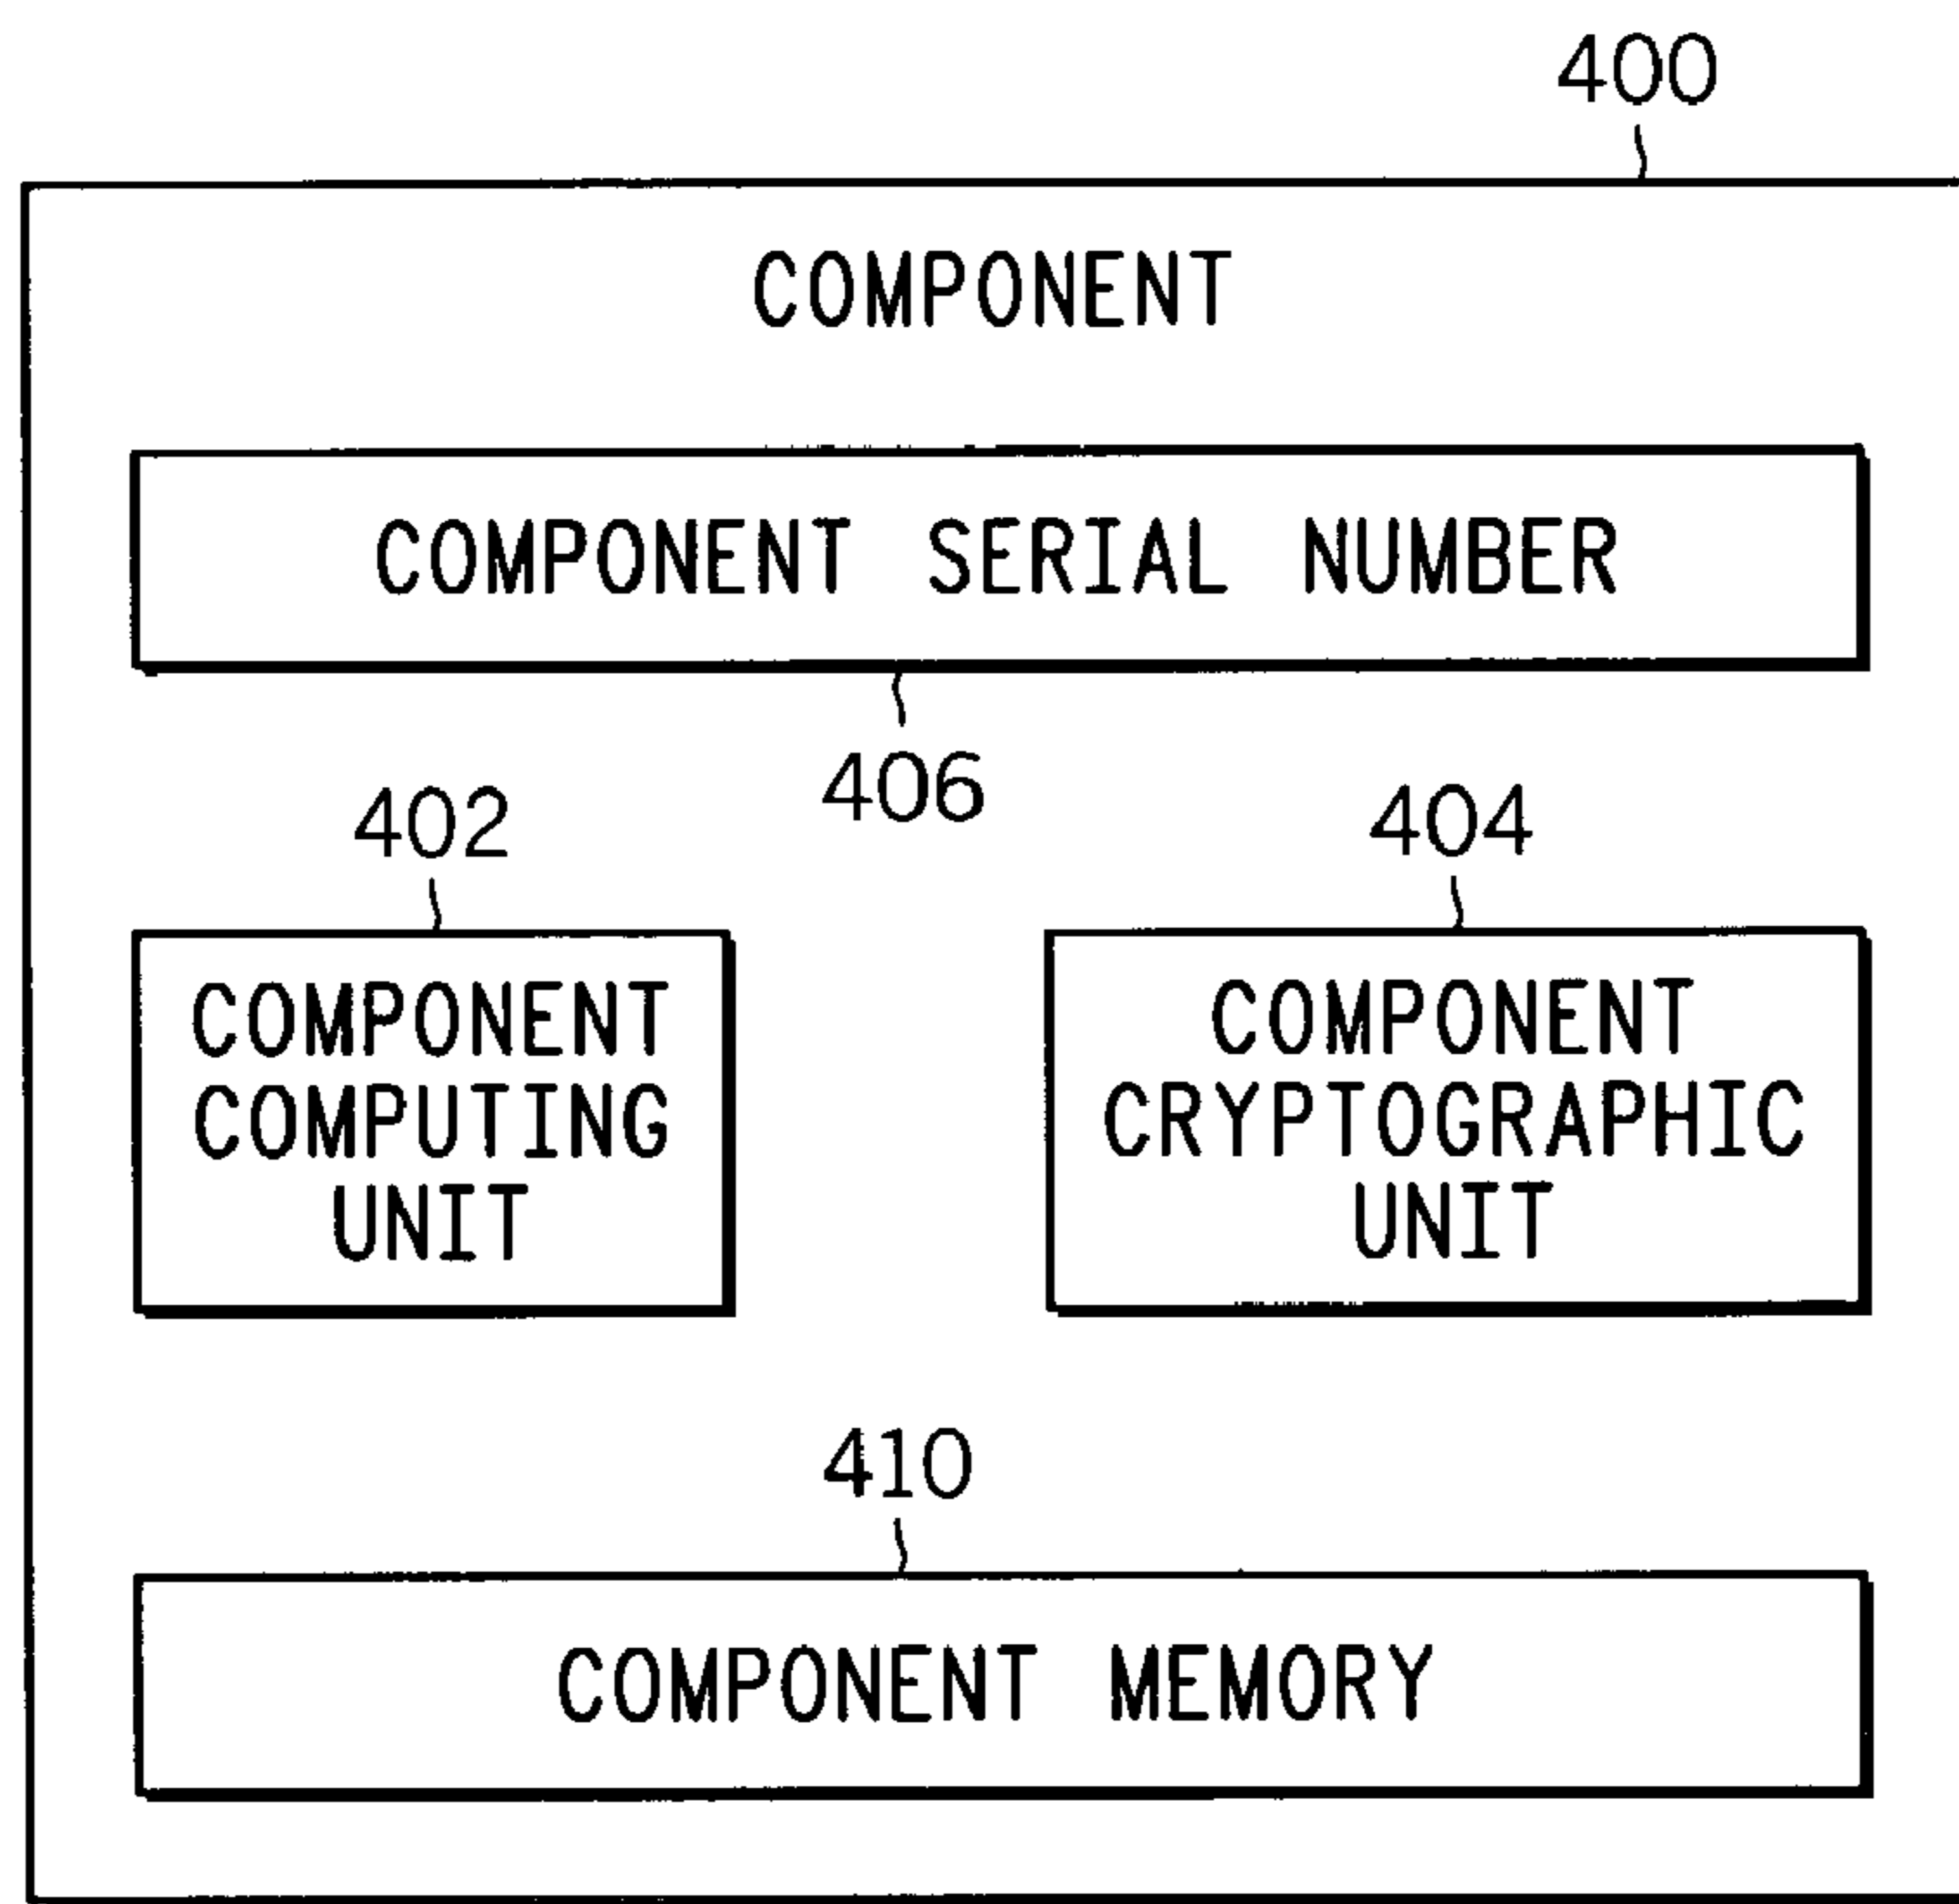 400
COMPONENT
COMPONENT SERIAL NUMBER
406
402
404
COMPONENT
COMPUTING
UNIT
COMPONENT
CRYPTOGRAPHIC
UNIT
410
COMPONENT MEMORY